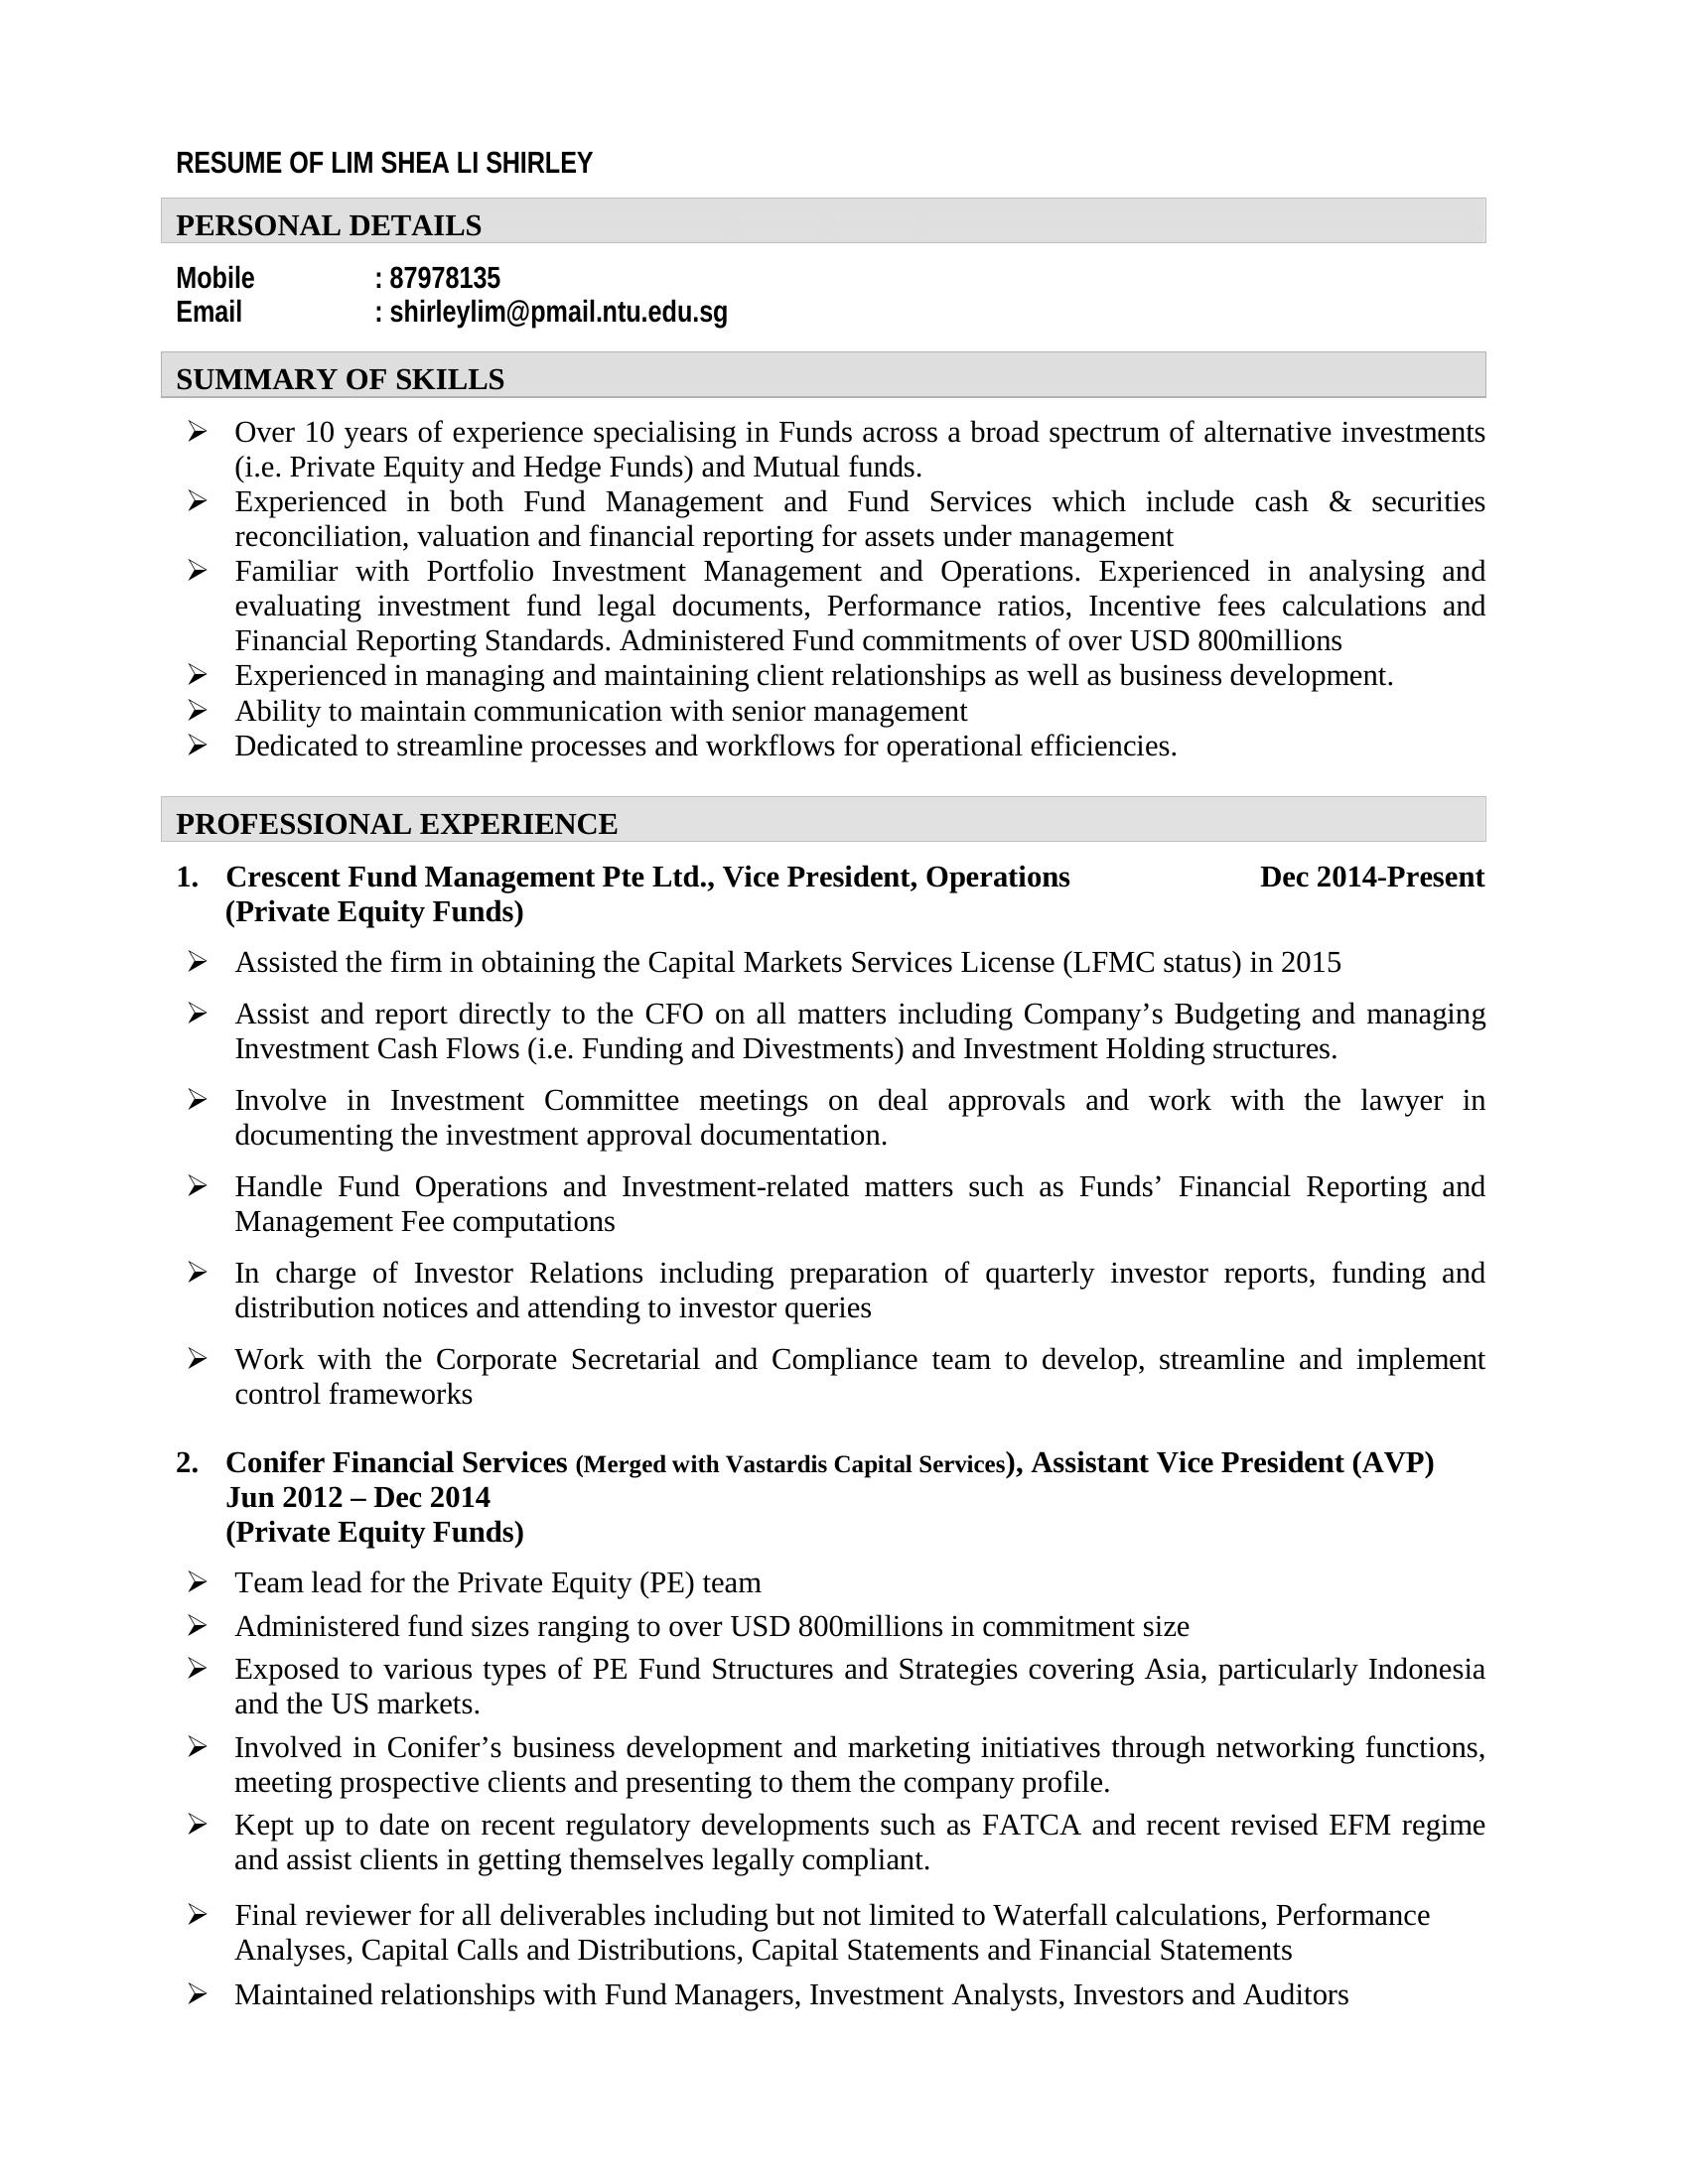 RESUME OF LIM SHEA LI SHIRLEY
PERSONAL DETAILS
Mobile : 87978135
Email : shirleylim@pmail.ntu.edu.sg
SUMMARY OF SKILLS
➢ Over 10 years of experience specialising in Funds across a broad spectrum of alternative investments
(i.e. Private Equity and Hedge Funds) and Mutual funds.
➢ Experienced in both Fund Management and Fund Services which include cash & securities
reconciliation, valuation and financial reporting for assets under management
➢ Familiar with Portfolio Investment Management and Operations. Experienced in analysing and
evaluating investment fund legal documents, Performance ratios, Incentive fees calculations and
Financial Reporting Standards. Administered Fund commitments of over USD 800millions
➢ Experienced in managing and maintaining client relationships as well as business development.
➢ Ability to maintain communication with senior management
➢ Dedicated to streamline processes and workflows for operational efficiencies.
PROFESSIONAL EXPERIENCE
1. Crescent Fund Management Pte Ltd., Vice President, Operations Dec 2014-Present
(Private Equity Funds)
➢ Assisted the firm in obtaining the Capital Markets Services License (LFMC status) in 2015
➢ Assist and report directly to the CFO on all matters including Company’s Budgeting and managing
Investment Cash Flows (i.e. Funding and Divestments) and Investment Holding structures.
➢ Involve in Investment Committee meetings on deal approvals and work with the lawyer in
documenting the investment approval documentation.
➢ Handle Fund Operations and Investment-related matters such as Funds’ Financial Reporting and
Management Fee computations
➢ In charge of Investor Relations including preparation of quarterly investor reports, funding and
distribution notices and attending to investor queries
➢ Work with the Corporate Secretarial and Compliance team to develop, streamline and implement
control frameworks
2. Conifer Financial Services (Merged with Vastardis Capital Services), Assistant Vice President (AVP)
Jun 2012 – Dec 2014
(Private Equity Funds)
➢ Team lead for the Private Equity (PE) team
➢ Administered fund sizes ranging to over USD 800millions in commitment size
➢ Exposed to various types of PE Fund Structures and Strategies covering Asia, particularly Indonesia
and the US markets.
➢ Involved in Conifer’s business development and marketing initiatives through networking functions,
meeting prospective clients and presenting to them the company profile.
➢ Kept up to date on recent regulatory developments such as FATCA and recent revised EFM regime
and assist clients in getting themselves legally compliant.
➢ Final reviewer for all deliverables including but not limited to Waterfall calculations, Performance
Analyses, Capital Calls and Distributions, Capital Statements and Financial Statements
➢ Maintained relationships with Fund Managers, Investment Analysts, Investors and Auditors